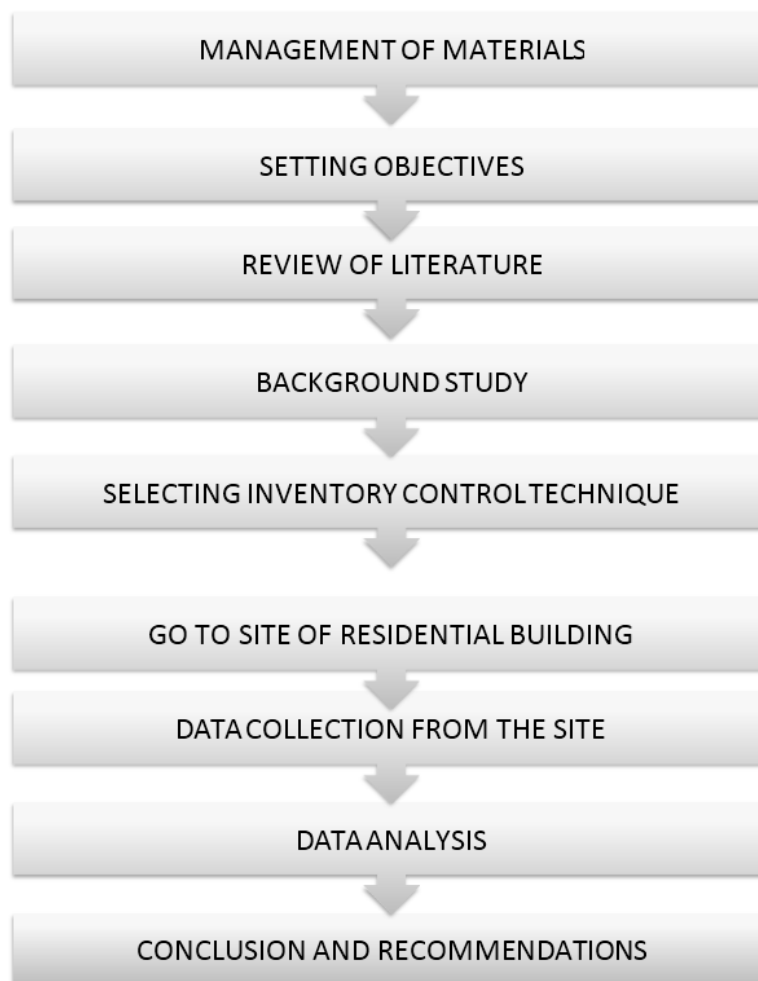 MANAGEMENT OF MATERIALS
SETTING OBJECTIVES
REVIEW OF LITERATURE
BACKGROUND STUDY
SELECTING INVENTORY CONTROL TECHNIQUE
GO TO SITE OF RESIDENTIAL BUILDING
DATA COLLECTION FROM THE SITE
DATA ANALYSIS
CONCLUSION AND RECOMMENDATIONS